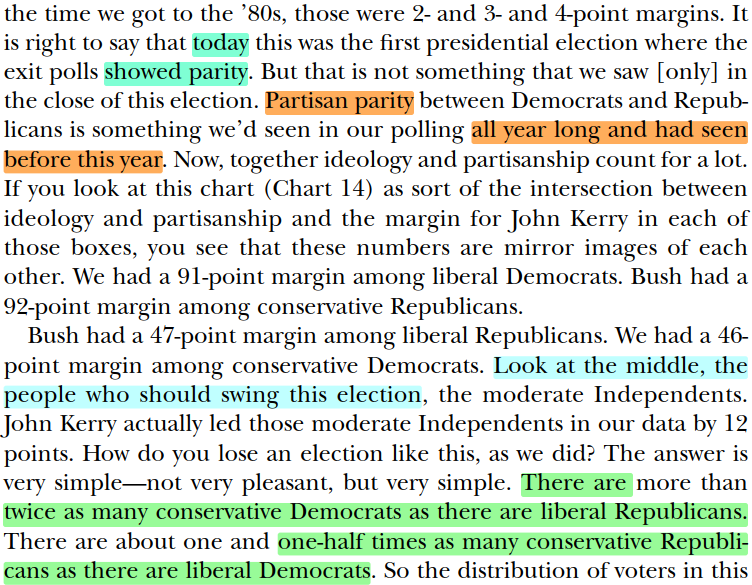 the time we got to the ’80s, those were 2- and 3- and 4-point margins. It
is right to say that today this was the first presidential election where the
exit polls showed parity. But that is not something that we saw [only] in
the close of this election. Partisan parity between Democrats and Repub-
licans is something we’d seen in our polling all year long and had seen
before this year. Now, together ideology and partisanship count for a lot.
If you look at this chart (Chart 14) as sort of the intersection between
ideology and partisanship and the margin for John Kerry in each of
those boxes, you see that these numbers are mirror images of each
other. We had a 91-point margin among liberal Democrats. Bush had a
92-point margin among conservative Republicans.
Bush had a 47-point margin among liberal Republicans. We had a 46-
point margin among conservative Democrats. Look at the middle, the
people who should swing this election, the moderate Independents.
John Kerry actually led those moderate Independents in our data by 12
points. How do you lose an election like this, as we did? The answer is
very simple—not very pleasant, but very simple. There are more than
twice as many conservative Democrats as there are liberal Republicans.
There are about one and one-half times as many conservative Republi-
cans as there are liberal Democrats. So the distribution of voters in this